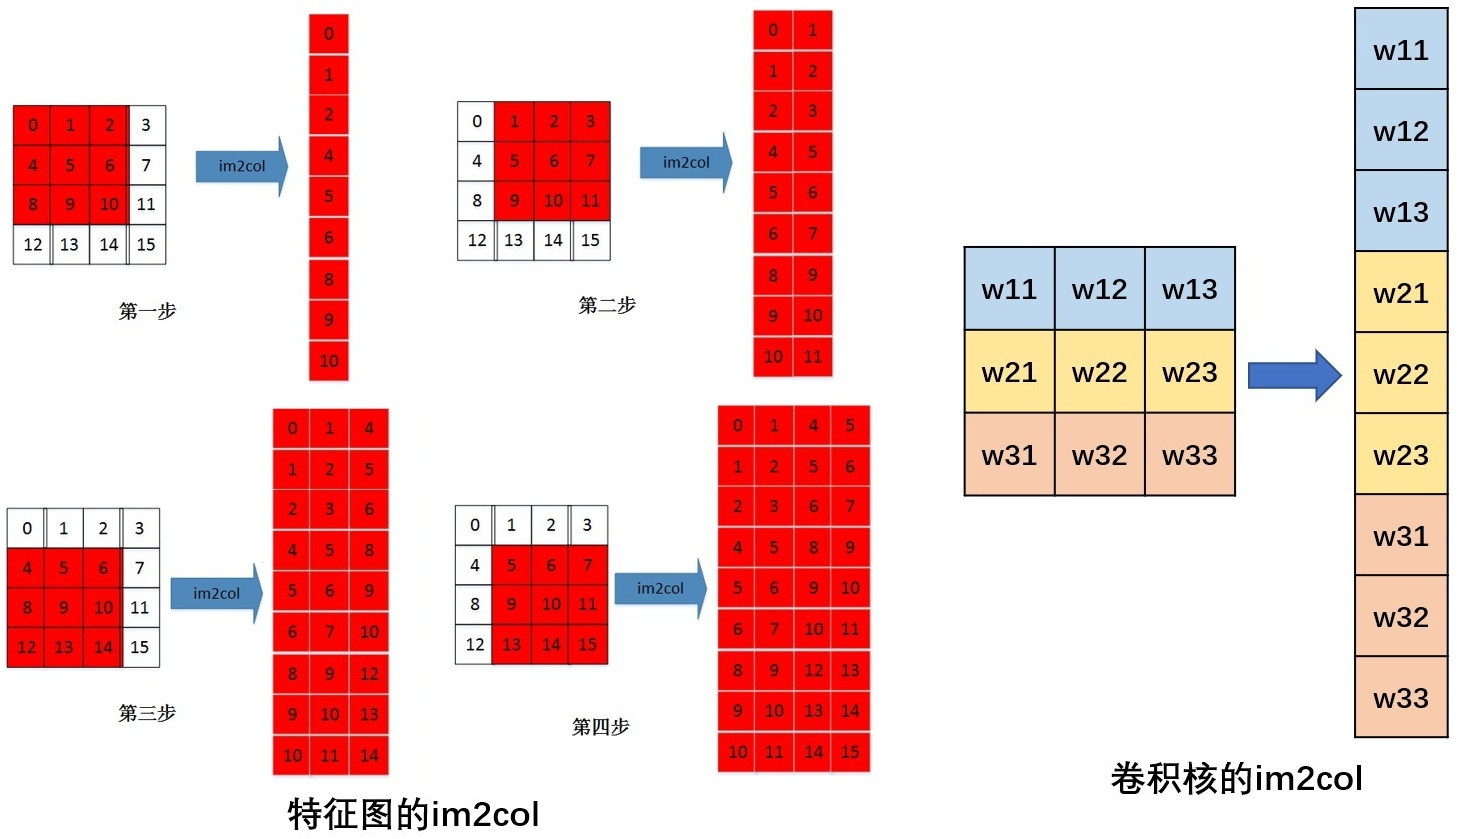 0 1 2 3
4 5 6 7
8 9 10 11
12 13 14 15
第一步
im2col
0
1
2
4
5
6
8
9
10
0 1 2 3
4 5 6 7
8 9 10 11
12 13 14 15
第二步
im2col
0 1
1 2
2 3
4 5
5 6
6 7
8 9
9 10
10 11
0 1 2 3
4 5 6 7
8 9 10 11
12 13 14 15
第三步
im2col
0 1 4
1 2 5
2 3 6
4 5 8
5 6 9
6 7 10
8 9 12
9 10 13
10 11 14
0 1 2 3
4 5 6 7
8 9 10 11
12 13 14 15
第四步
im2col
0 1 4 5
1 2 5 6
2 3 6 7
4 5 8 9
5 6 9 10
6 7 10 11
8 9 12 13
9 10 13 14
10 11 14 15
特征图的im2col
w11 w12 w13
w21 w22 w23
w31 w32 w33
w11
w12
w13
w21
w22
w23
w31
w32
w33
卷积核的im2col